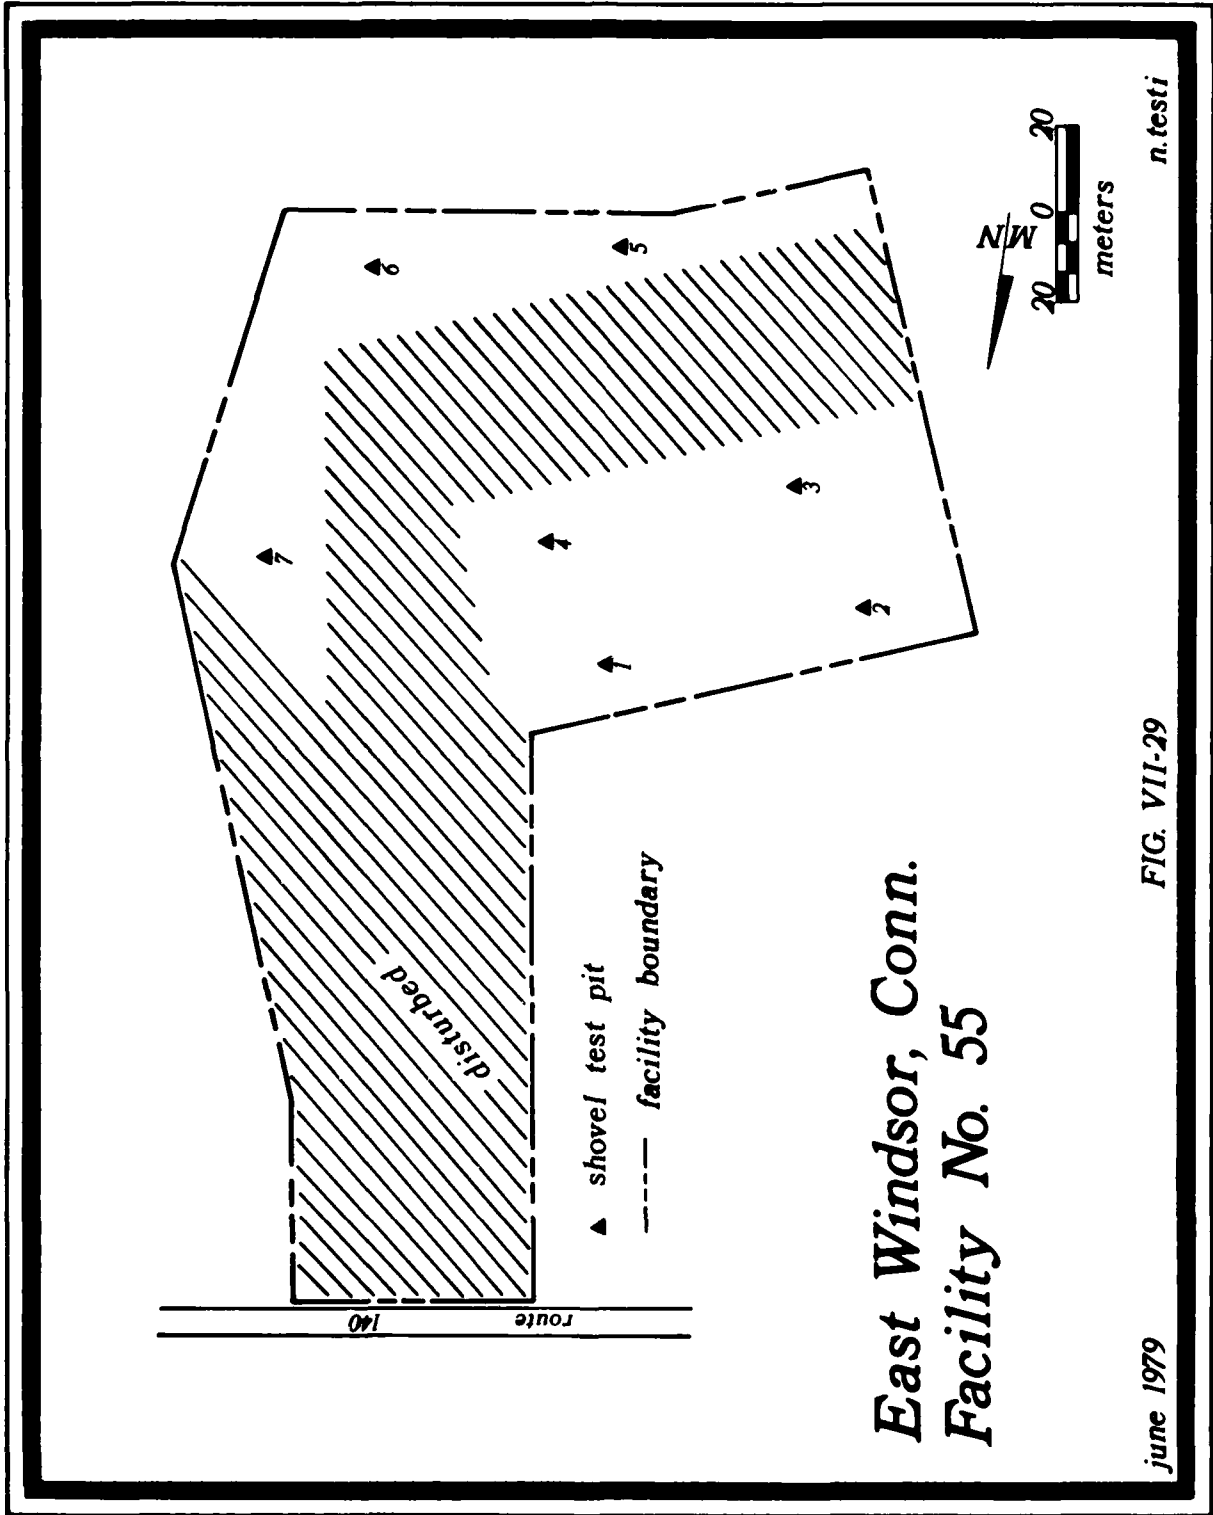 7
6
5
4
3
1
2
disturbed
route 140
▲ shovel test pit
facility boundary
MN
20 0 20
meters
East Windsor, Conn.
Facility No. 55
june 1979
FIG. VII-29
n.testi